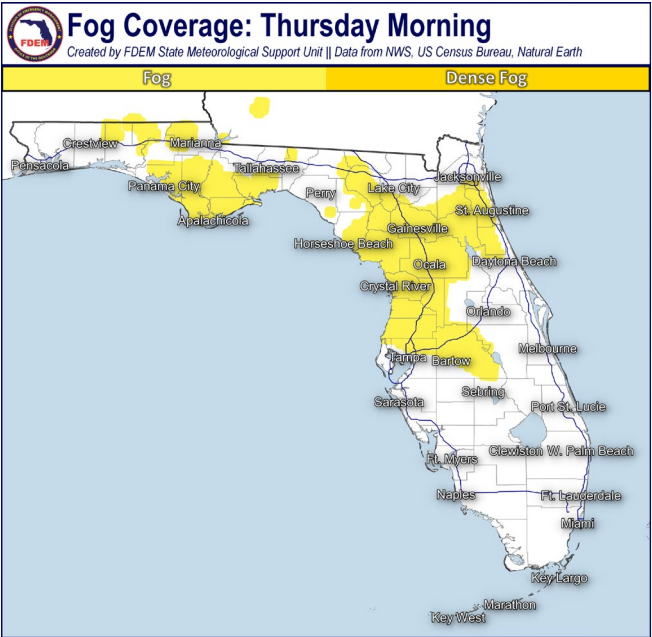 Fog Coverage: Thursday Morning
FDEM
Created by FDEM State Meteorological Support Unit || Data from NWS, US Census Bureau, Natural Earth
Fog
Dense Fog
Crestview
Marianna
Pensacola
Tallahassee
Jacksonville
Panama City
Perry
Lake City
Apalachicola
St. Augustine
Gainesville
Horseshoe Beach
Ocala
Daytona Beach
Crystal River
Orlando
Melbourne
Tampa
Bartow
Sebring
Sarasota
Port St. Lucie
Clewiston
W. Palm Beach
Ft. Myers
Naples
Ft. Lauderdale
Miami
Key Largo
Marathon
Key West